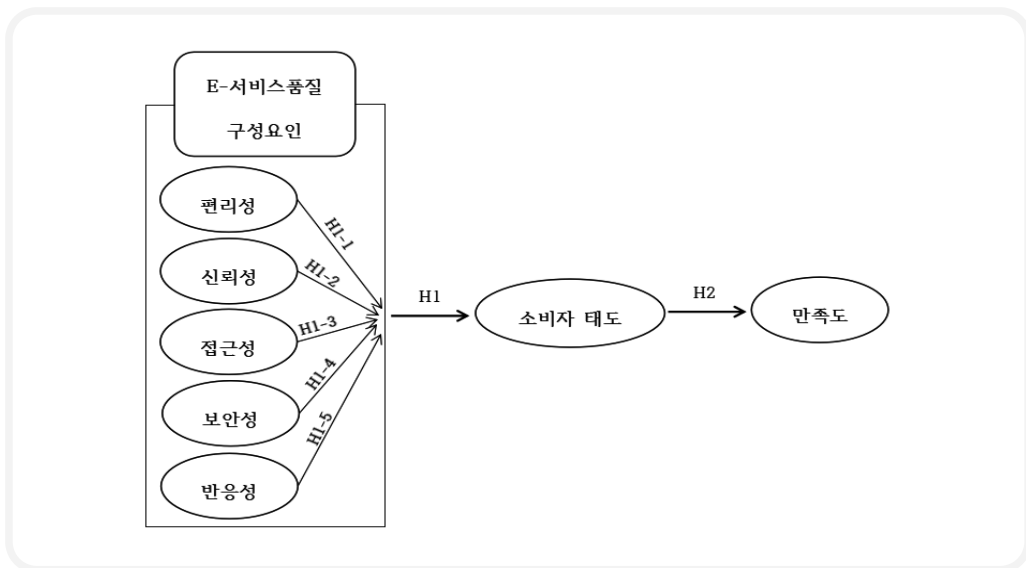 E-서비스품질
구성요인
편리성
H1-1
신뢰성
H1-2
접근성
H1-3
보안성
H1-4
반응성
H1-5
H1
소비자 태도
H2
만족도